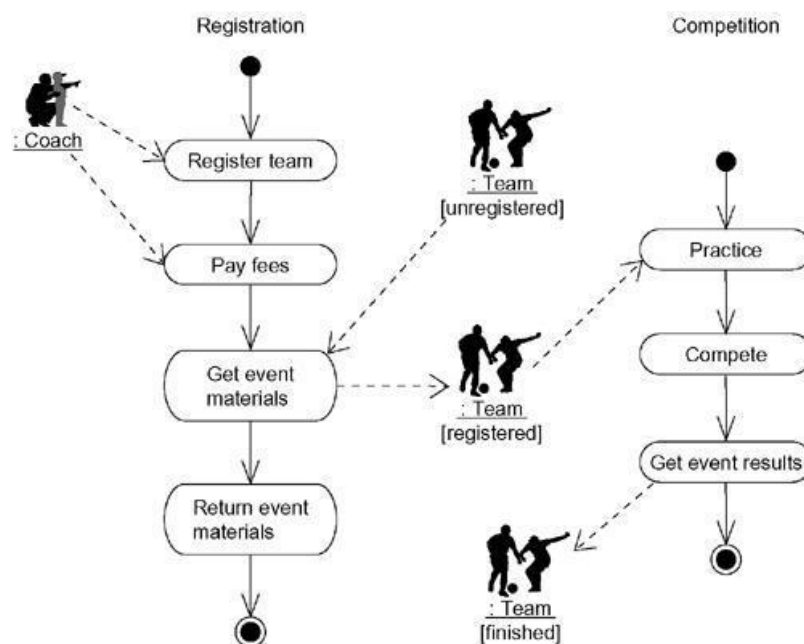 Registration
Competition
: Coach
Register team
: Team
[unregistered]
Pay fees
Practice
Get event
materials
: Team
[registered]
Compete
Get event results
Return event
materials
: Team
[finished]